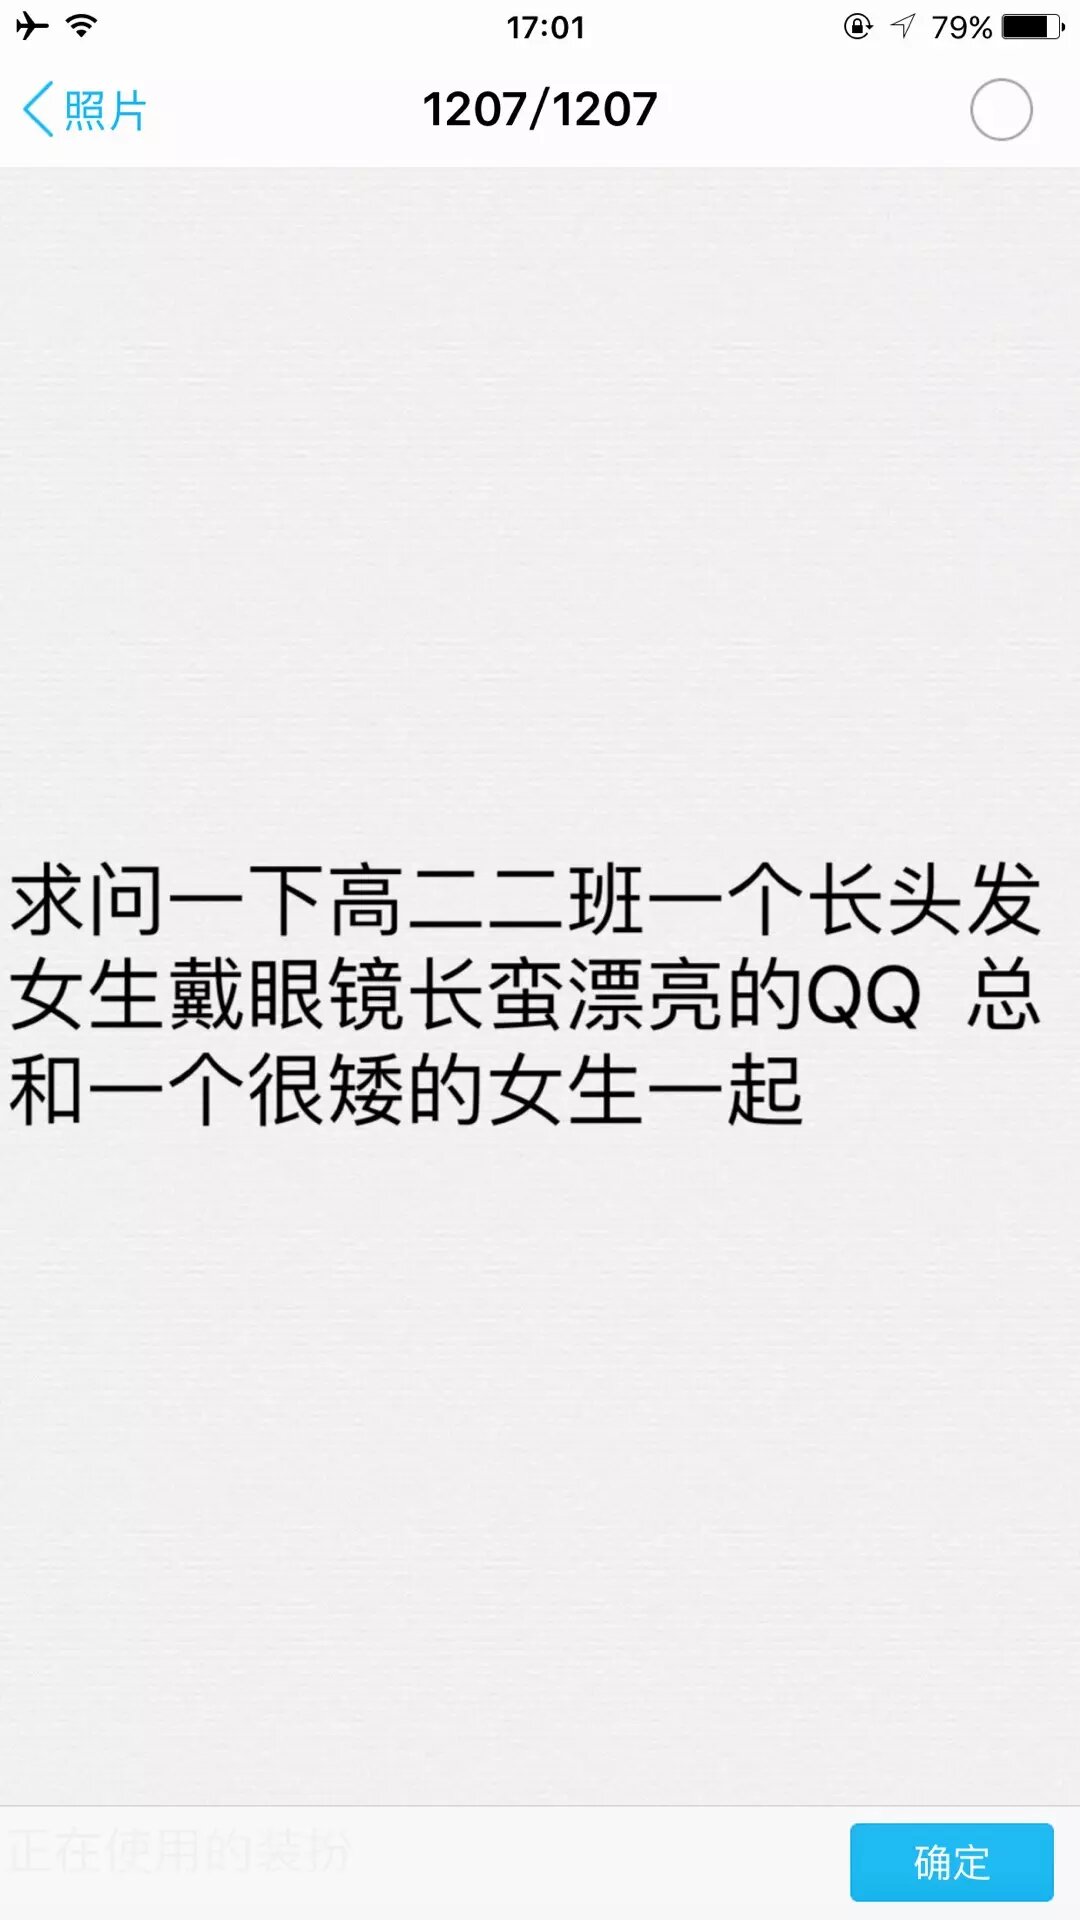 17:01
79%
照片
1207/1207
求问一下高二二班一个长头发
女生戴眼镜长蛮漂亮的QQ 总
和一个很矮的女生一起
正在使用的装扮
确定